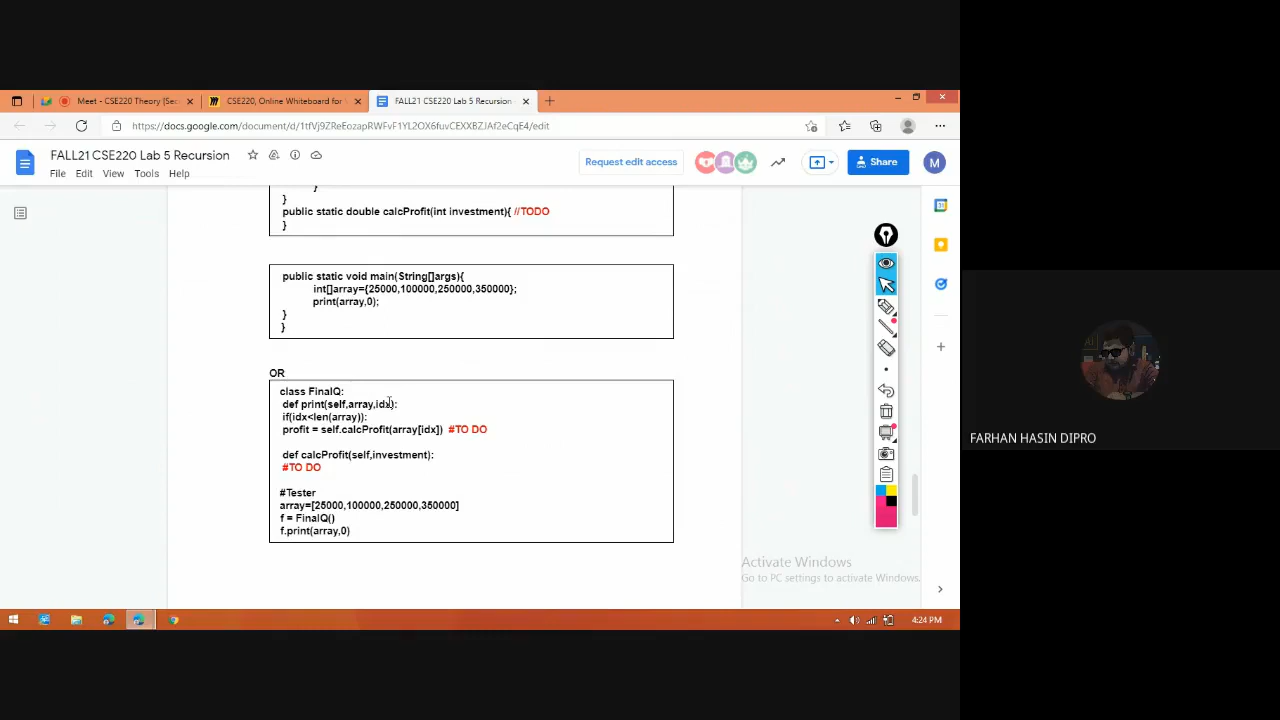 Meet - CSE220 Theory (Sec
CSE220, Online Whiteboard for
FALL21 CSE220 Lab 5 Recursion -
https://docs.google.com/document/d/1tfVj9ZReEozapRWFvF1YL2OX6fuvCEXXBZJAf2eCqE4/edit
FALL21 CSE220 Lab 5 Recursion
File Edit View Tools Help
Request edit access
Share
M
}
}
public static double calcProfit(int investment){ //TODO
}
public static void main(String[]args){
int[]array={25000,100000,250000,350000};
print(array,0);
}
}
OR
class FinalQ:
def print(self,array,idx):
if(idx<len(array)):
profit = self.calcProfit(array[idx]) #TO DO
def calcProfit(self,investment):
#TO DO
#Tester
array=[25000,100000,250000,350000]
f = FinalQ()
f.print(array,0)
Activate Windows
Go to PC settings to activate Windows.
4:24 PM
FARHAN HASIN DIPRO